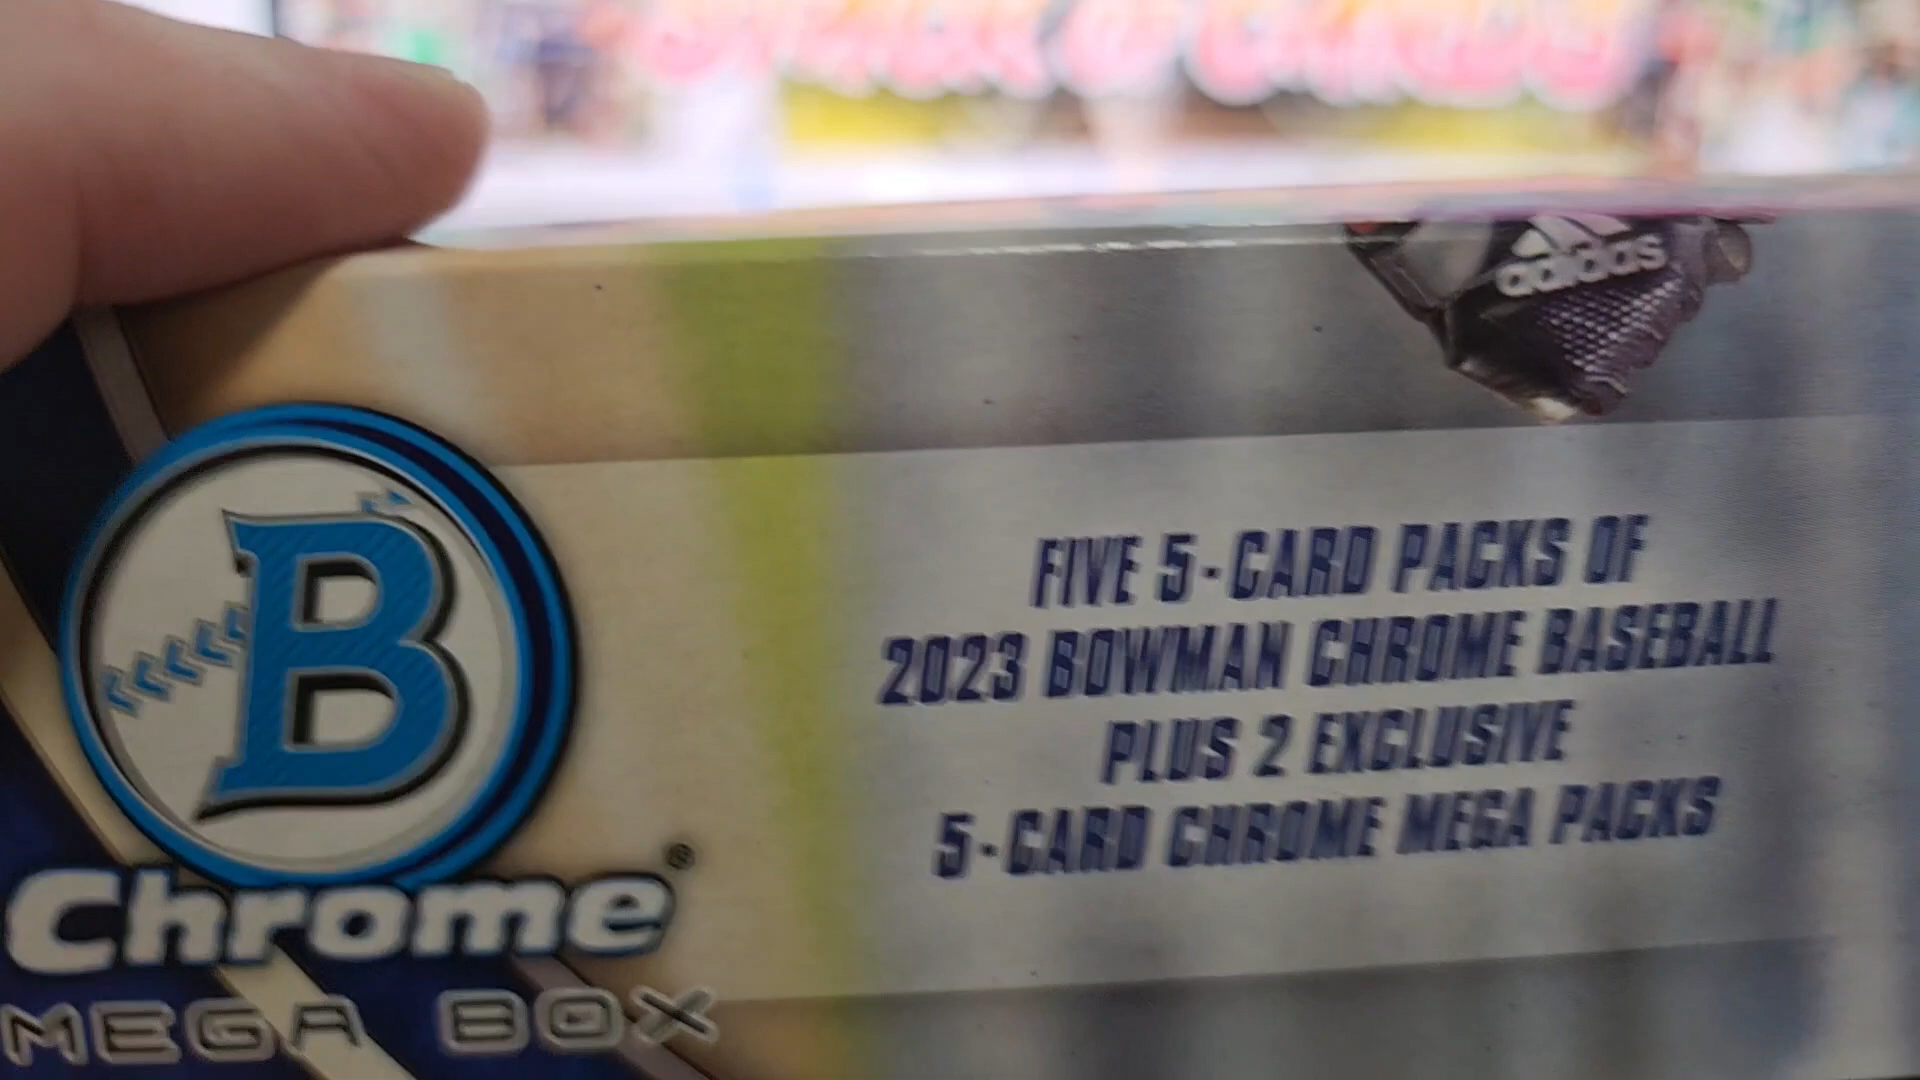 adidas
B
FIVE 5-CARD PACKS OF
2023 BOWMAN CHROME BASEBALL
PLUS 2 EXCLUSIVE
5-CARD CHROME MEGA PACKS
Chrome®
MEGA BOX